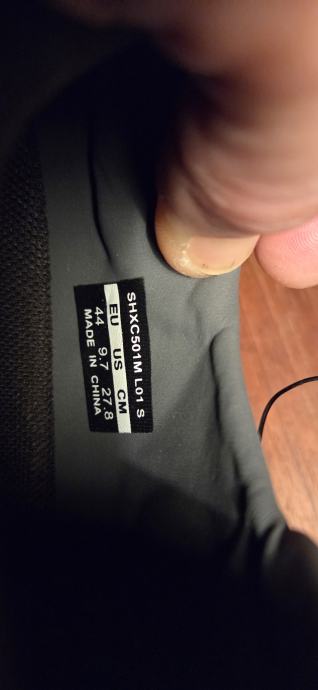 SHXC501M L01 S
EU US CM
44 9.7 27.8
MADE IN CHINA